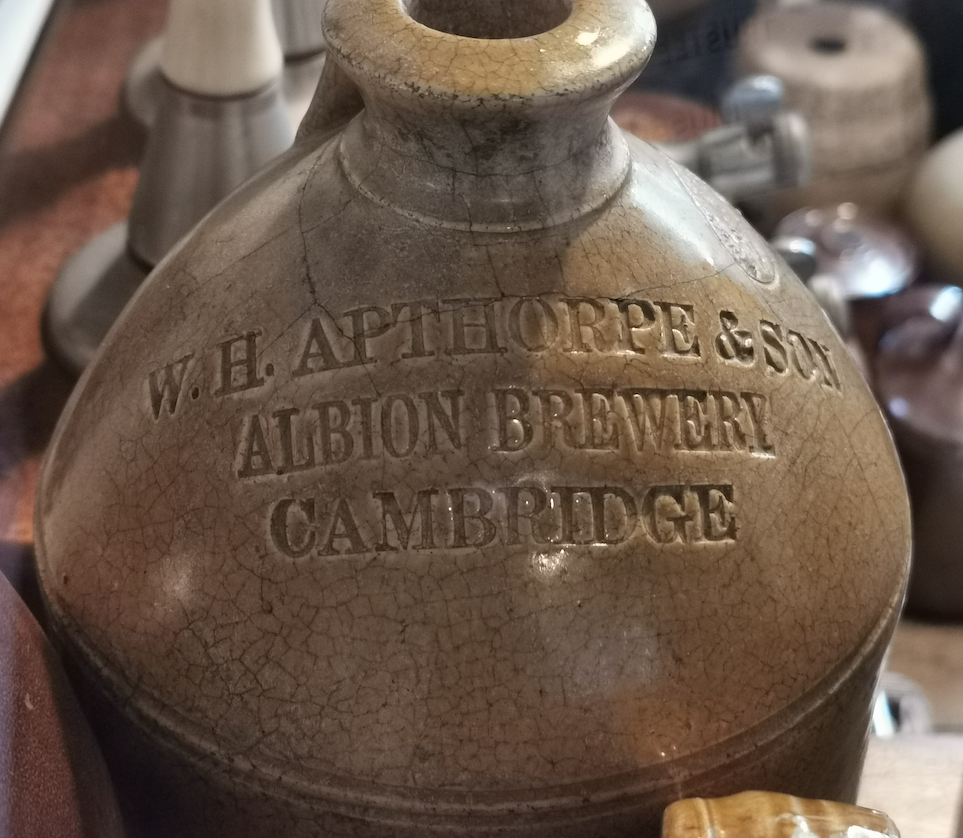 W. H. APTHORPE & SON
ALBION BREWERY
CAMBRIDGE